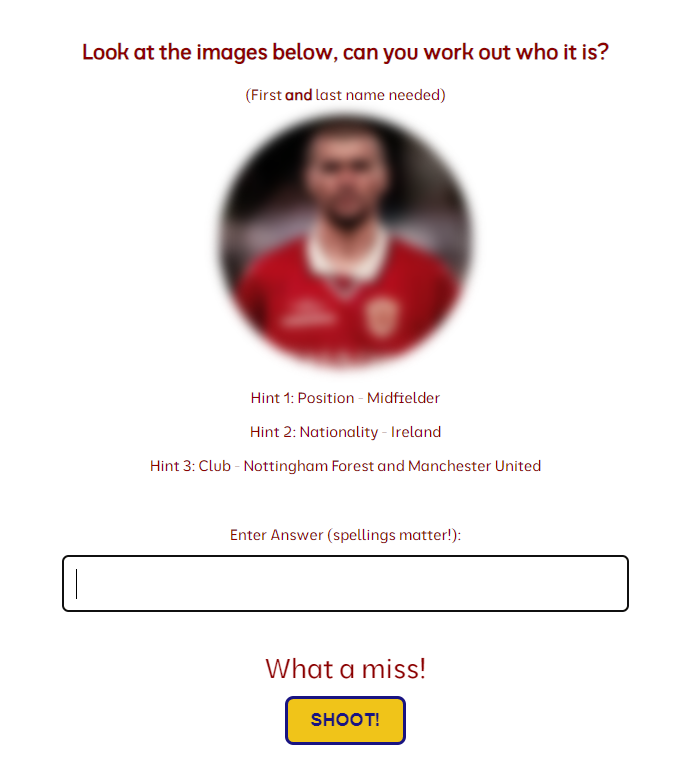 Look at the images below, can you work out who it is?
(First and last name needed)
Hint 1: Position - Midfielder
Hint 2: Nationality - Ireland
Hint 3: Club - Nottingham Forest and Manchester United
Enter Answer (spellings matter!):
What a miss!
SHOOT!